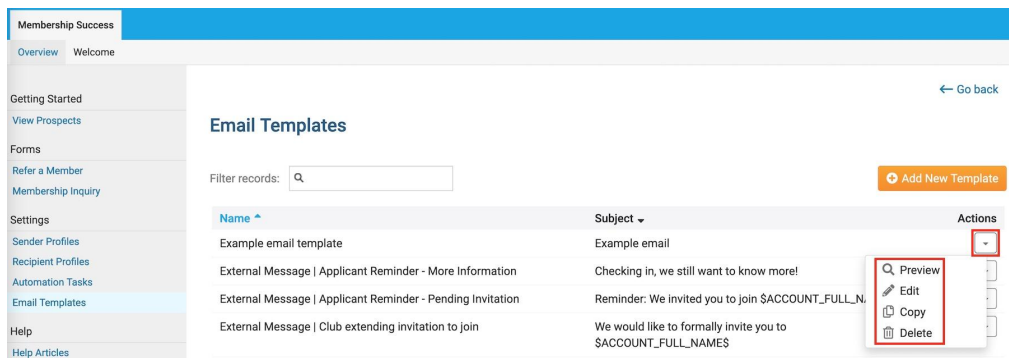 Membership Success
Overview Welcome
Getting Started
View Prospects
Forms
Refer a Member
Membership Inquiry
Settings
Sender Profiles
Recipient Profiles
Automation Tasks
Email Templates
Help
Help Articles
← Go back
Email Templates
Filter records:
Add New Template
Name Subject Actions
Example email template Example email
External Message | Applicant Reminder - More Information Checking in, we still want to know more!
External Message | Applicant Reminder - Pending Invitation Reminder: We invited you to join $ACCOUNT_FULL_NA
External Message | Club extending invitation to join We would like to formally invite you to
$ACCOUNT_FULL_NAME$
Preview
Edit
Copy
Delete